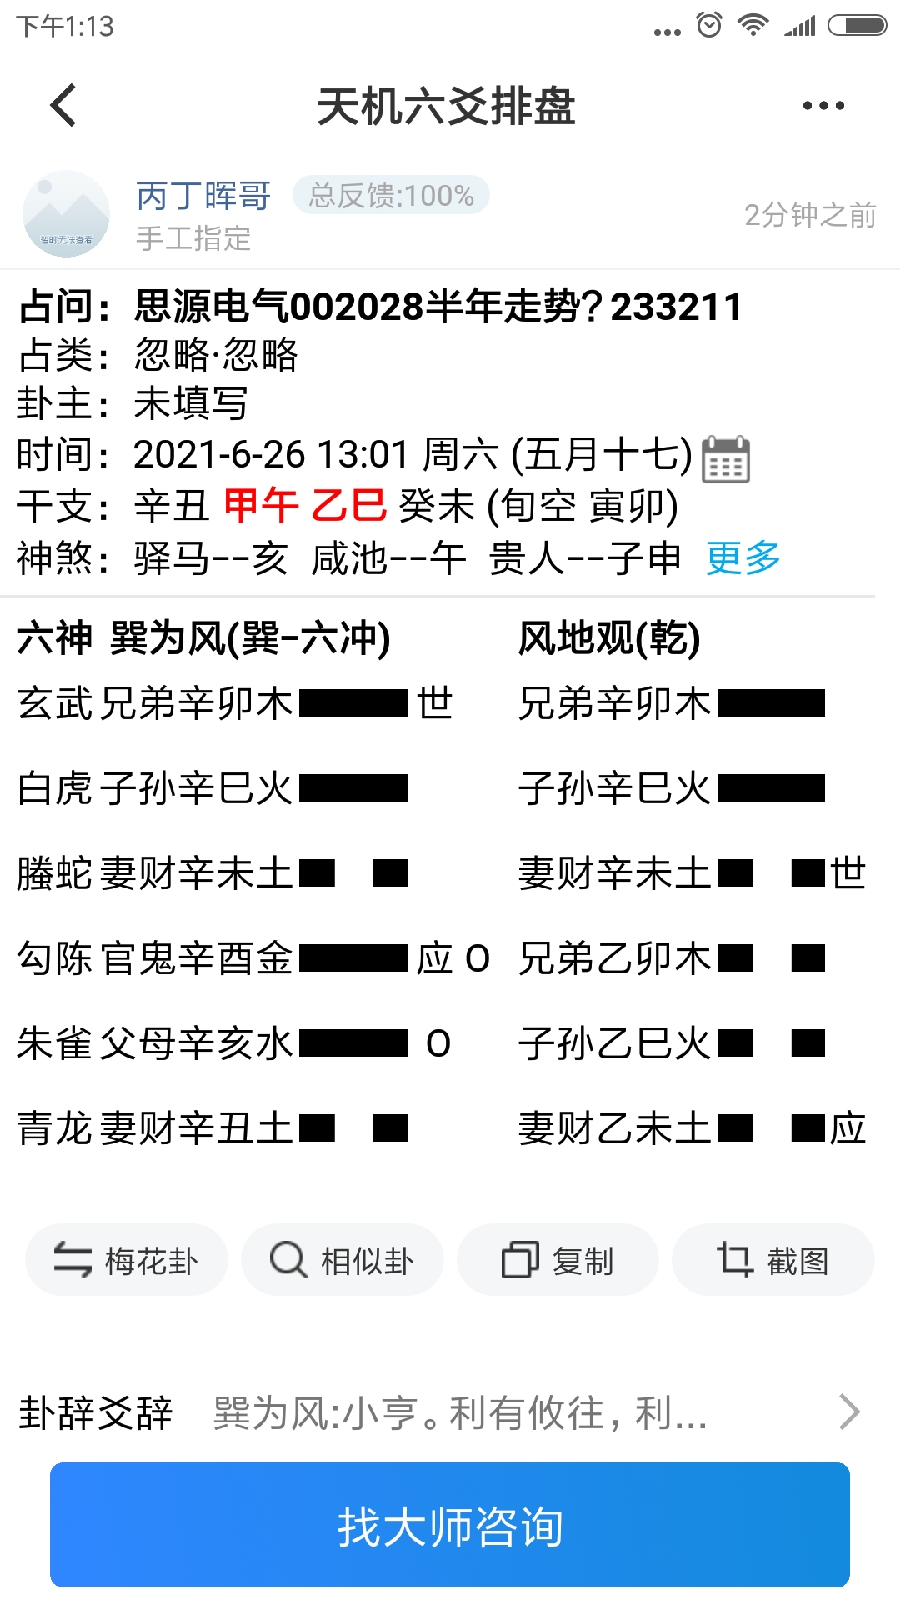 下午1:13
天机六爻排盘
丙丁晖哥 总反馈:100%
手工指定
2分钟之前
占问：思源电气002028半年走势？233211
占类：忽略·忽略
卦主：未填写
时间：2021-6-26 13:01 周六 (五月十七)
干支：辛丑 甲午 乙巳 癸未 (旬空 寅卯)
神煞：驿马--亥 咸池--午 贵人--子申 更多
六神 巽为风(巽-六冲) 风地观(乾)
玄武 兄弟辛卯木 世 兄弟辛卯木
白虎 子孙辛巳火 子孙辛巳火
螣蛇 妻财辛未土 妻财辛未土 世
勾陈 官鬼辛酉金 应 O 兄弟乙卯木
朱雀 父母辛亥水 O 子孙乙巳火
青龙 妻财辛丑土 妻财乙未土 应
梅花卦 相似卦 复制 截图
卦辞爻辞 巽为风:小亨。利有攸往，利...
找大师咨询